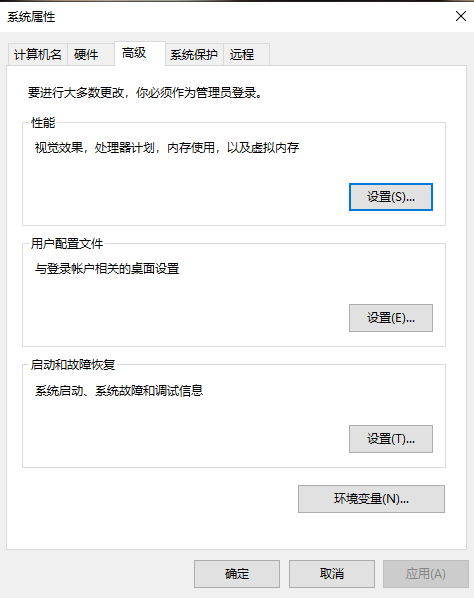 系统属性
计算机名 硬件 高级 系统保护 远程
要进行大多数更改，你必须作为管理员登录。
性能
视觉效果，处理器计划，内存使用，以及虚拟内存
设置(S)...
用户配置文件
与登录帐户相关的桌面设置
设置(E)...
启动和故障恢复
系统启动、系统故障和调试信息
设置(T)...
环境变量(N)...
确定 取消 应用(A)